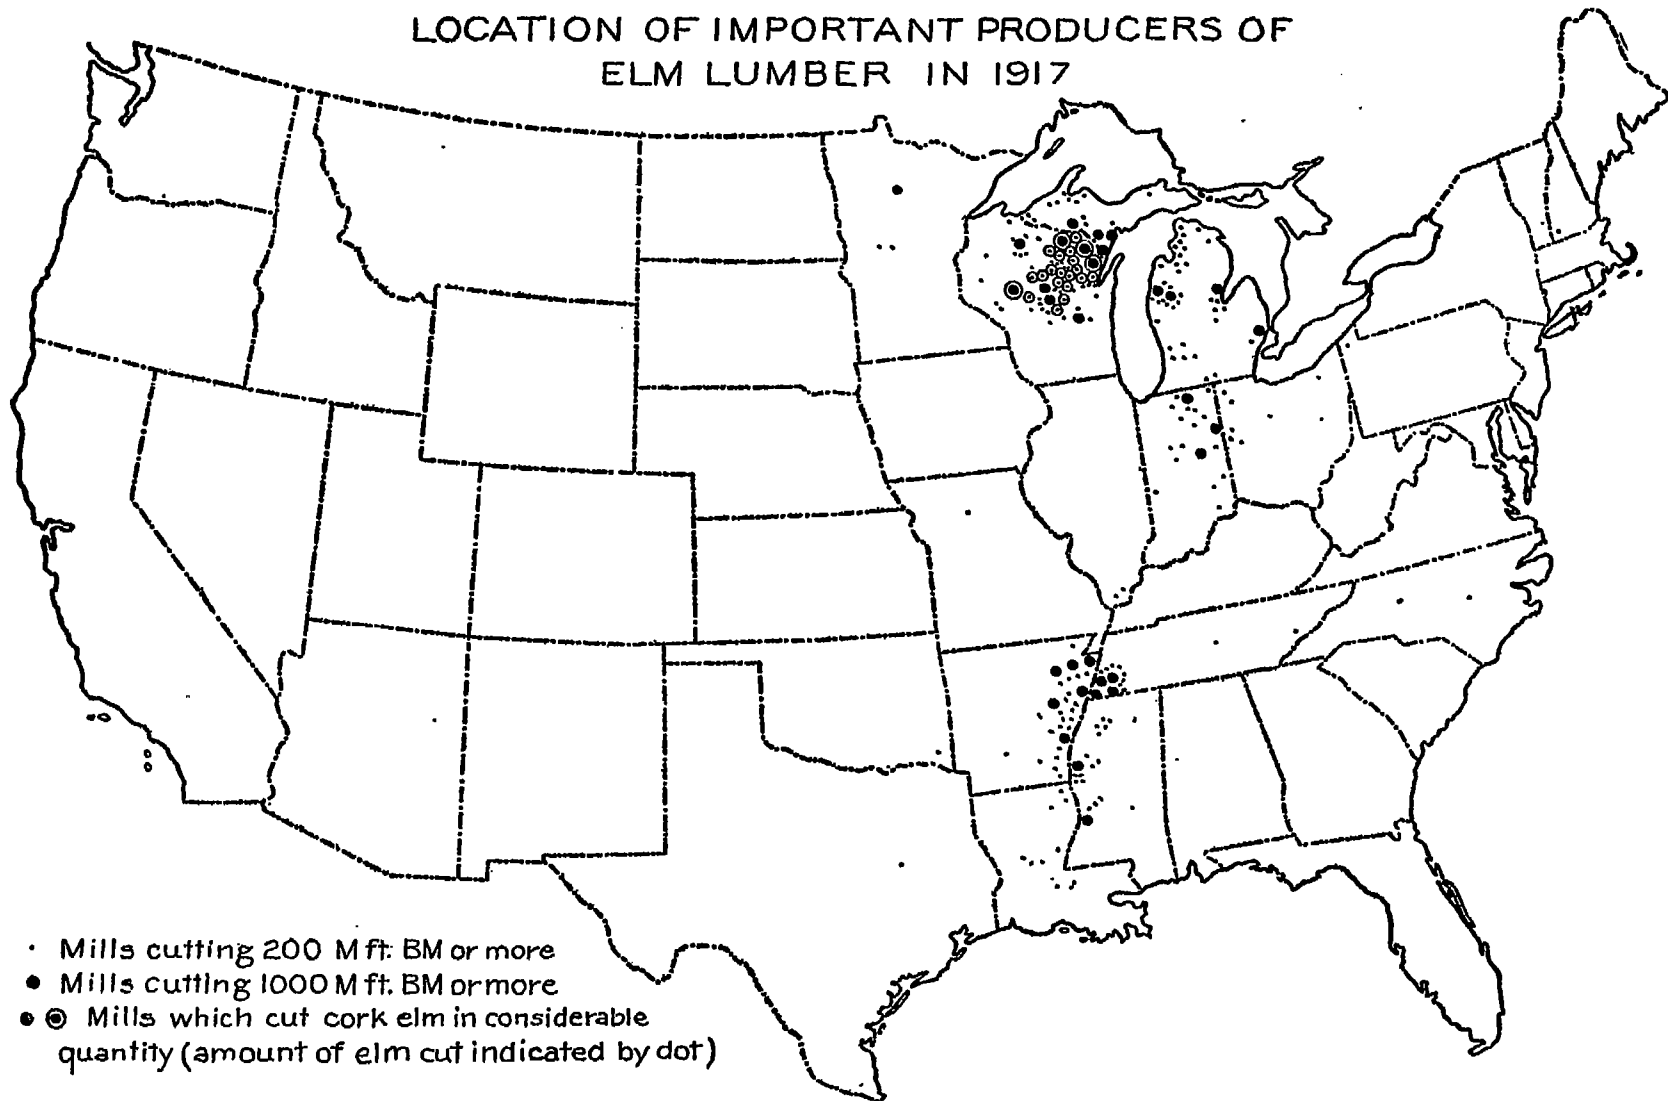 LOCATION OF IMPORTANT PRODUCERS OF
ELM LUMBER IN 1917
Mills cutting 200 M ft. BM or more
Mills cutting 1000 M ft. BM or more
Mills which cut cork elm in considerable
quantity (amount of elm cut indicated by dot)